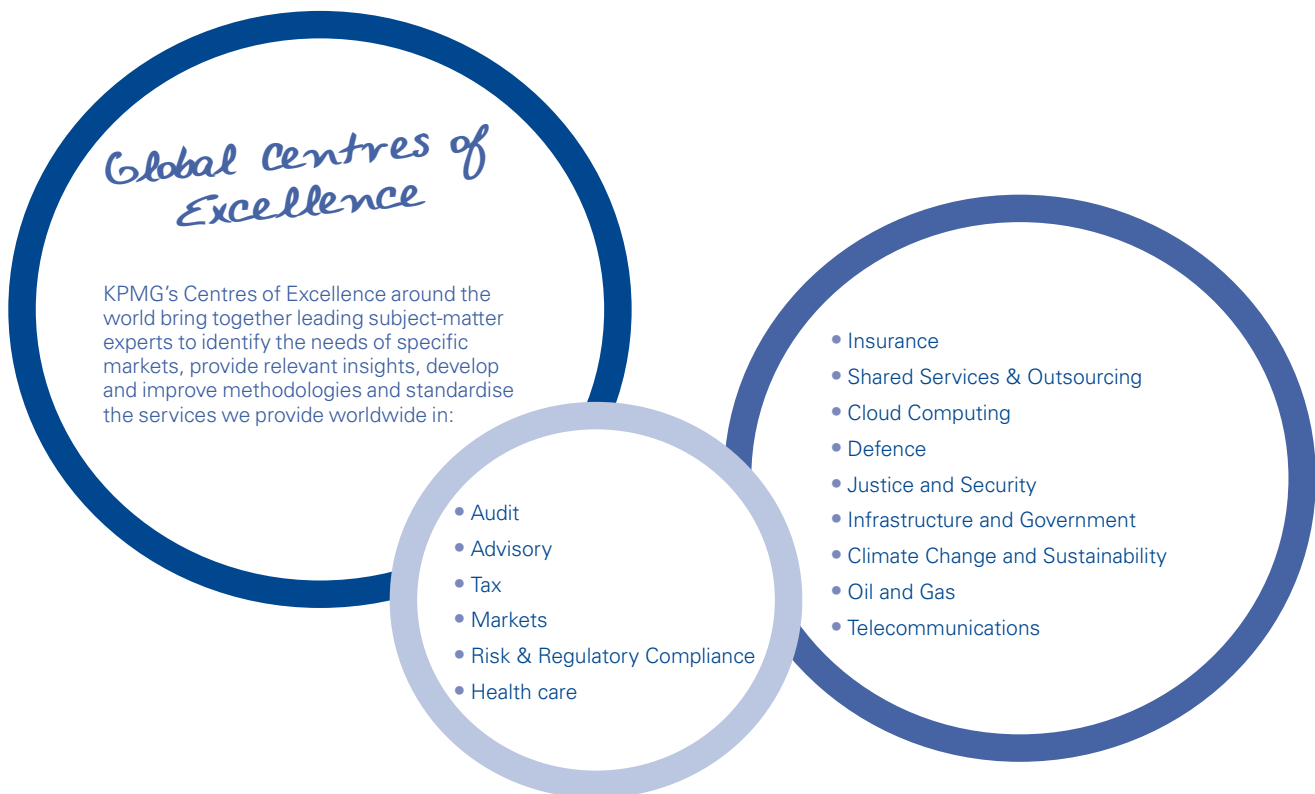 Global Centres of
Excellence
KPMG's Centres of Excellence around the
world bring together leading subject-matter
experts to identify the needs of specific
markets, provide relevant insights, develop
and improve methodologies and standardise
the services we provide worldwide in:
• Audit
• Advisory
• Tax
• Markets
• Risk & Regulatory Compliance
• Health care
• Insurance
• Shared Services & Outsourcing
• Cloud Computing
• Defence
• Justice and Security
• Infrastructure and Government
• Climate Change and Sustainability
• Oil and Gas
• Telecommunications